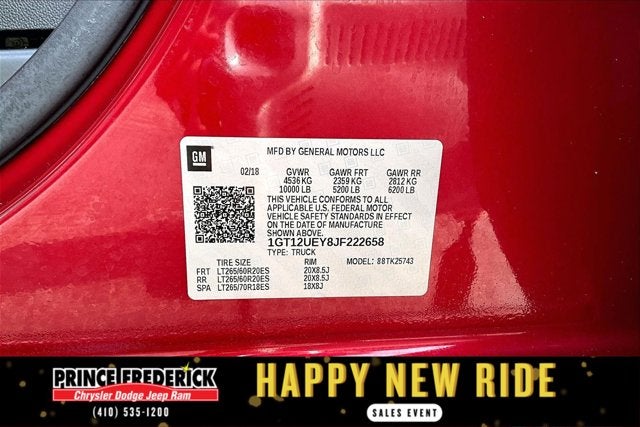 GM
MFD BY GENERAL MOTORS LLC
02/18 GVWR GAWR FRT GAWR RR
4536 KG 2359 KG 2812 KG
10000 LB 5200 LB 6200 LB
THIS VEHICLE CONFORMS TO ALL
APPLICABLE U.S. FEDERAL MOTOR
VEHICLE SAFETY STANDARDS IN EFFECT
ON THE DATE OF MANUFACTURE
SHOWN ABOVE.
1GT12UEY8JF222658
TYPE: TRUCK MODEL: 88TK25743
TIRE SIZE RIM
FRT LT265/60R20ES 20X8.5J
RR LT265/60R20ES 20X8.5J
SPA LT265/70R18ES 18X8J
PRINCE FREDERICK
Chrysler Dodge Jeep Ram
(410) 535-1200
HAPPY NEW RIDE
SALES EVENT